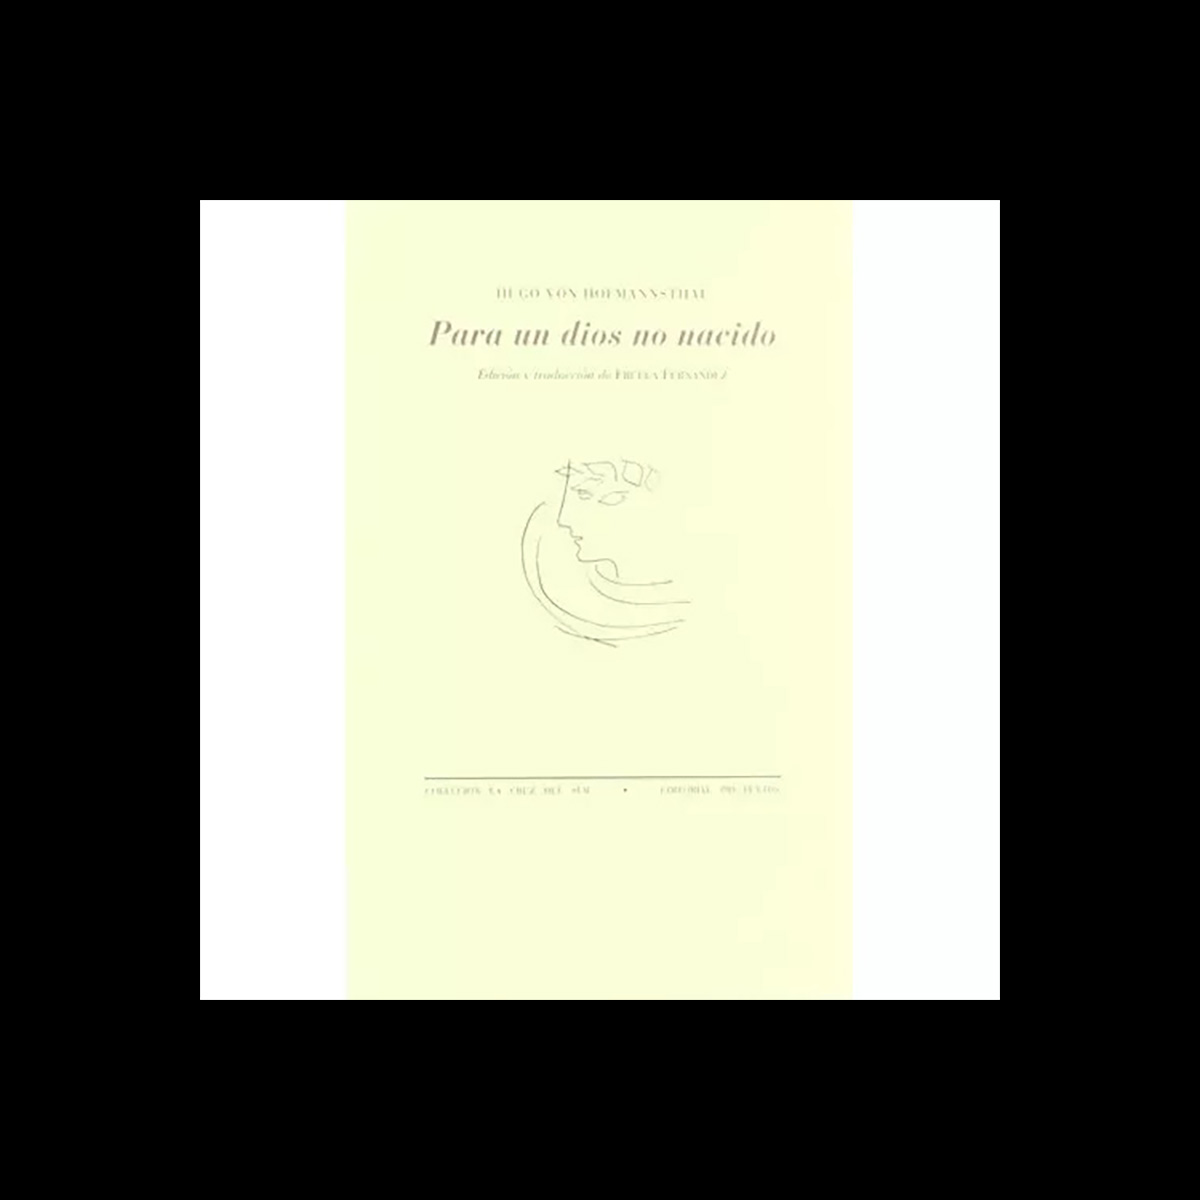 HUGO VON HOFMANNSTHAL
Para un dios no nacido
Edición y traducción de FRUELA FERNÁNDEZ
COLECCIÓN LA CRUZ DEL SUR • EDITORIAL PRE-TEXTOS